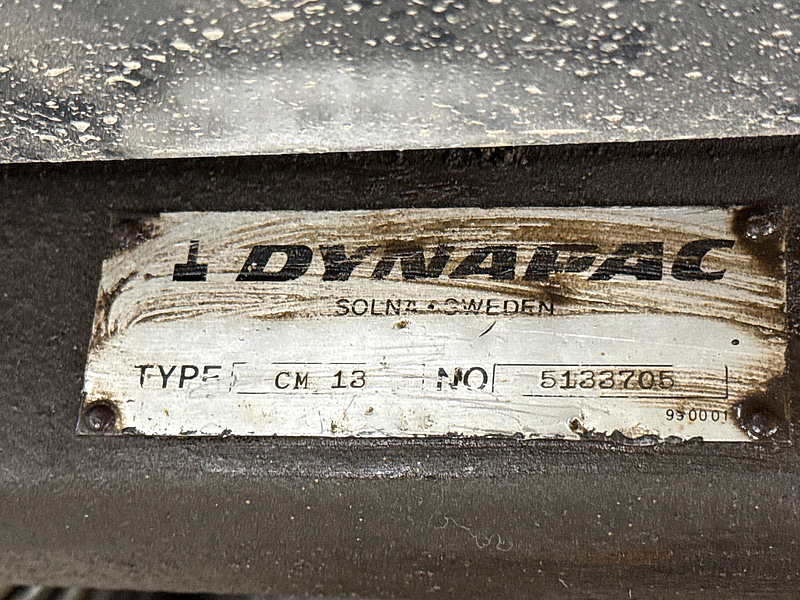 DYNAPAC
SOLNA • SWEDEN
TYPE CM 13 NO 5133705
990001